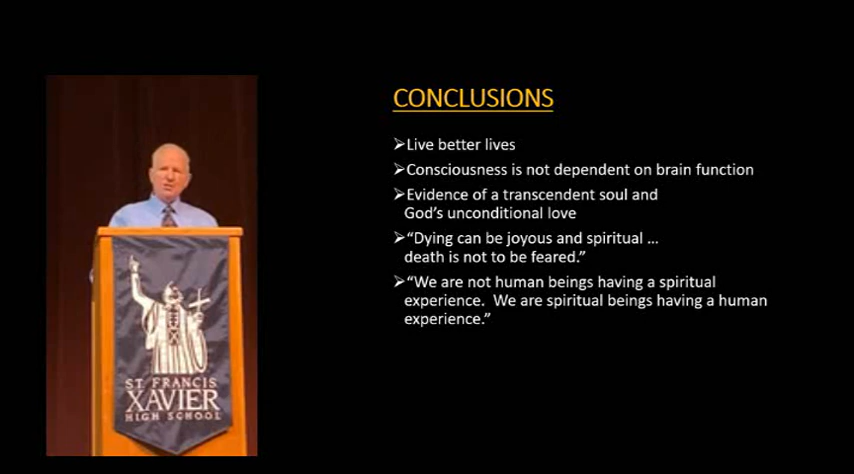 CONCLUSIONS
➢Live better lives
➢Consciousness is not dependent on brain function
➢Evidence of a transcendent soul and
God’s unconditional love
➢“Dying can be joyous and spiritual …
death is not to be feared.”
➢“We are not human beings having a spiritual
experience. We are spiritual beings having a human
experience.”
ST. FRANCIS
XAVIER
HIGH SCHOOL